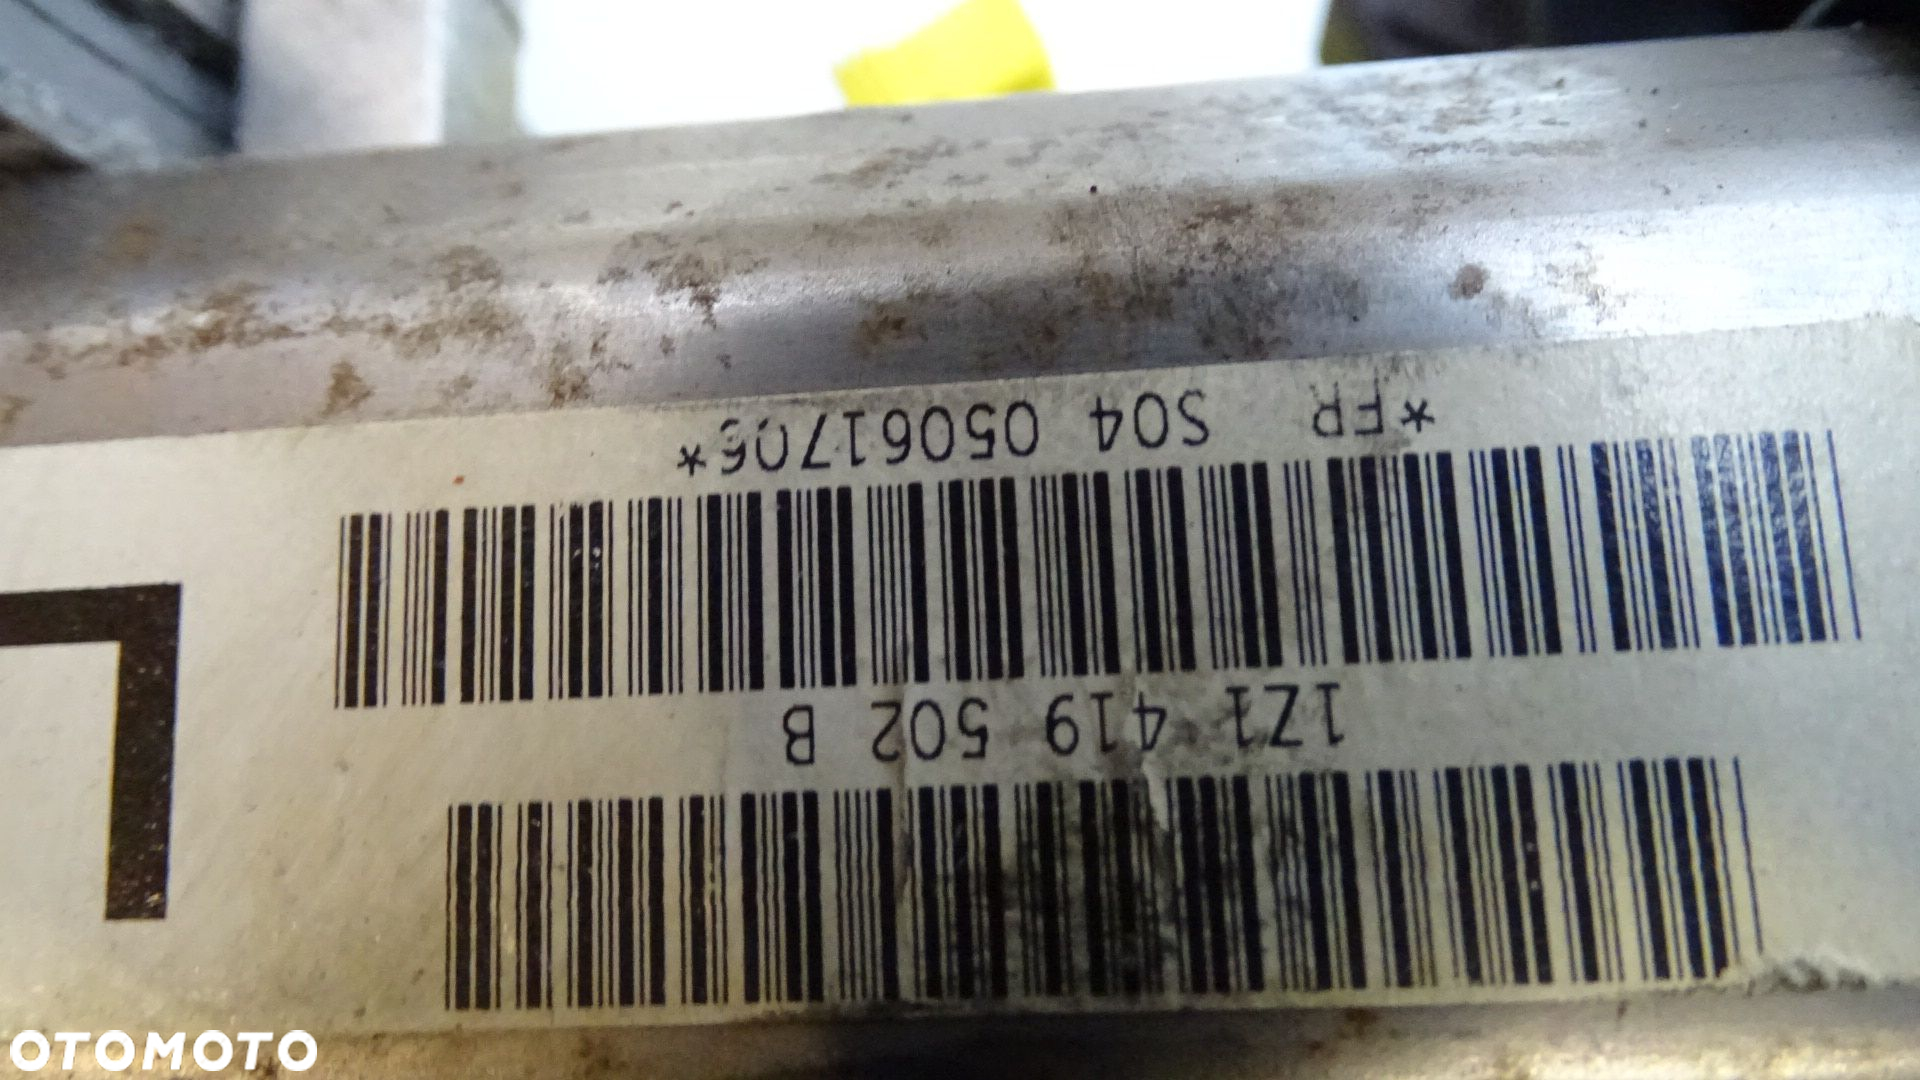 1Z1 419 502 B
*FR S04 05061706*
L
OTOMOTO